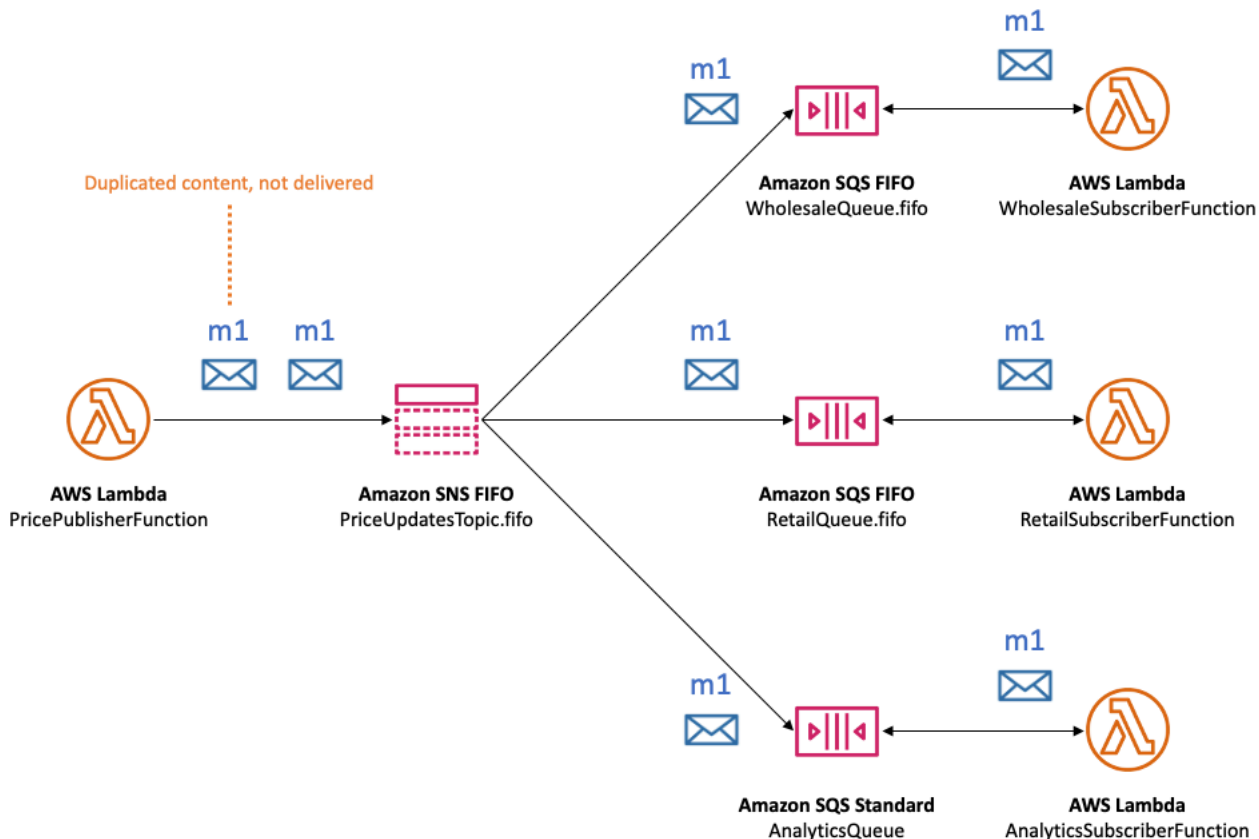 m1
m1
Amazon SQS FIFO
WholesaleQueue.fifo
AWS Lambda
WholesaleSubscriberFunction
Duplicated content, not delivered
m1
m1
m1
m1
AWS Lambda
PricePublisherFunction
Amazon SNS FIFO
PriceUpdatesTopic.fifo
Amazon SQS FIFO
RetailQueue.fifo
AWS Lambda
RetailSubscriberFunction
m1
m1
Amazon SQS Standard
AnalyticsQueue
AWS Lambda
AnalyticsSubscriberFunction